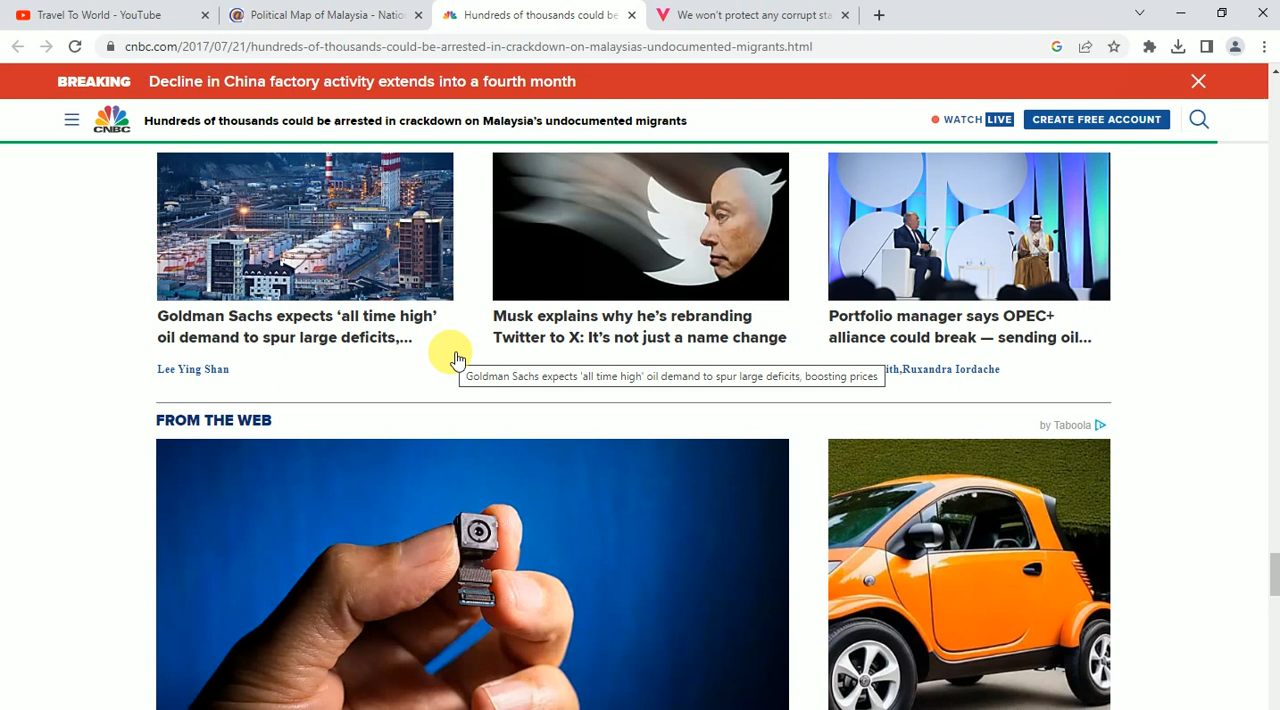 Travel To World - YouTube
Political Map of Malaysia - Natio
Hundreds of thousands could be
We won't protect any corrupt sta
cnbc.com/2017/07/21/hundreds-of-thousands-could-be-arrested-in-crackdown-on-malaysias-undocumented-migrants.html
BREAKING Decline in China factory activity extends into a fourth month
CNBC
Hundreds of thousands could be arrested in crackdown on Malaysia's undocumented migrants
WATCH LIVE
CREATE FREE ACCOUNT
Goldman Sachs expects 'all time high'
oil demand to spur large deficits,...
Lee Ying Shan
Musk explains why he's rebranding
Twitter to X: It's not just a name change
Portfolio manager says OPEC+
alliance could break — sending oil...
ith,Ruxandra Iordache
Goldman Sachs expects 'all time high' oil demand to spur large deficits, boosting prices
FROM THE WEB
by Taboola